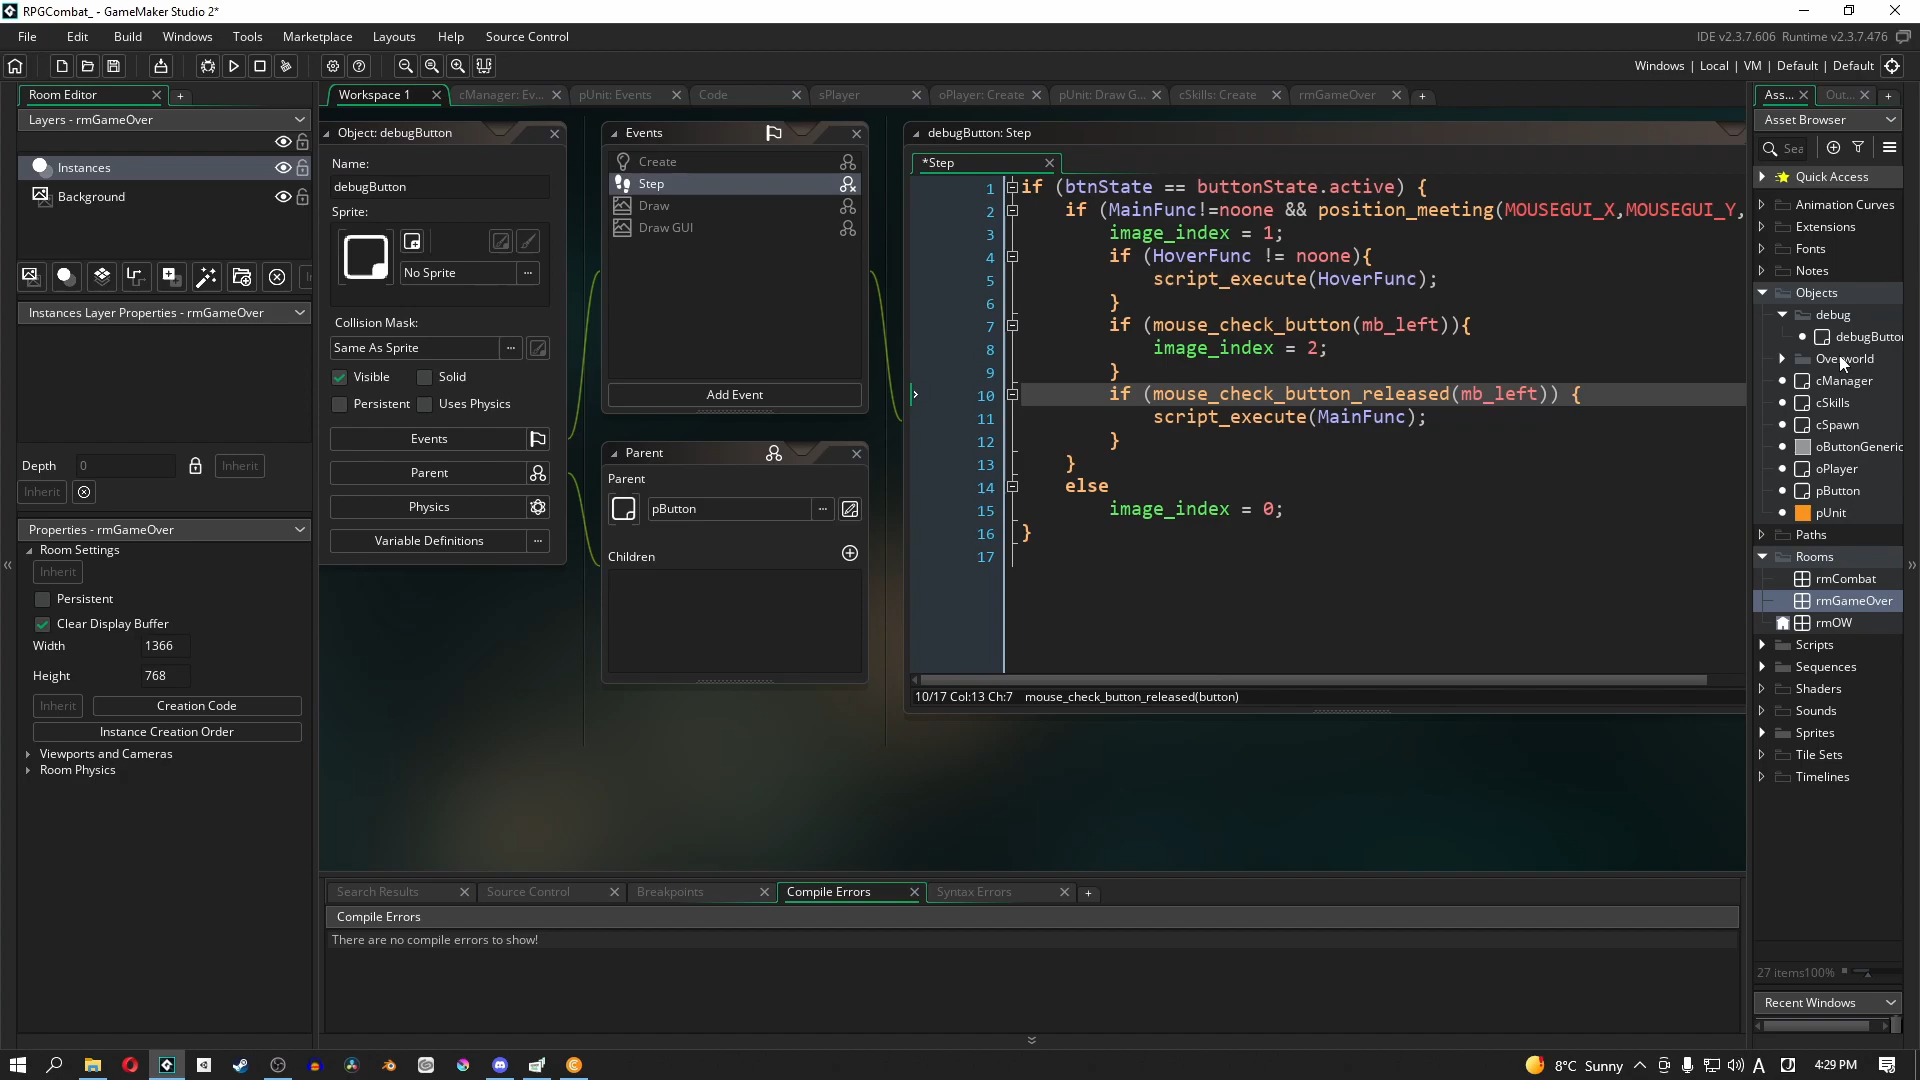 RPGCombat_ - GameMaker Studio 2*
File Edit Build Windows Tools Marketplace Layouts Help Source Control
IDE v2.3.7.606 Runtime v2.3.7.476
Windows | Local | VM | Default | Default
Room Editor
Layers - rmGameOver
Instances
Background
Instances Layer Properties - rmGameOver
Depth 0 Inherit
Inherit
Properties - rmGameOver
Room Settings
Inherit
Persistent
Clear Display Buffer
Width 1366
Height 768
Inherit Creation Code
Instance Creation Order
Viewports and Cameras
Room Physics
Workspace 1 cManager: Ev... pUnit: Events Code sPlayer oPlayer: Create pUnit: Draw G... cSkills: Create rmGameOver
Object: debugButton
Name:
debugButton
Sprite:
No Sprite
Collision Mask:
Same As Sprite
Visible Solid
Persistent Uses Physics
Events
Parent
Physics
Variable Definitions
Events
Create
Step
Draw
Draw GUI
Add Event
Parent
Parent
pButton
Children
debugButton: Step
*Step
1 if (btnState == buttonState.active) {
2 if (MainFunc!=noone && position_meeting(MOUSEGUI_X,MOUSEGUI_Y,
3 image_index = 1;
4 if (HoverFunc != noone){
5 script_execute(HoverFunc);
6 }
7 if (mouse_check_button(mb_left)){
8 image_index = 2;
9 }
10 if (mouse_check_button_released(mb_left)) {
11 script_execute(MainFunc);
12 }
13 }
14 else
15 image_index = 0;
16 }
17
10/17 Col:13 Ch:7 mouse_check_button_released(button)
Search Results Source Control Breakpoints Compile Errors Syntax Errors
Compile Errors
There are no compile errors to show!
Ass... Out...
Asset Browser
Sea
Quick Access
Animation Curves
Extensions
Fonts
Notes
Objects
debug
debugButton
Overworld
cManager
cSkills
cSpawn
oButtonGeneric
oPlayer
pButton
pUnit
Paths
Rooms
rmCombat
rmGameOver
rmOW
Scripts
Sequences
Shaders
Sounds
Sprites
Tile Sets
Timelines
27 items 100%
Recent Windows
8°C Sunny A 4:29 PM